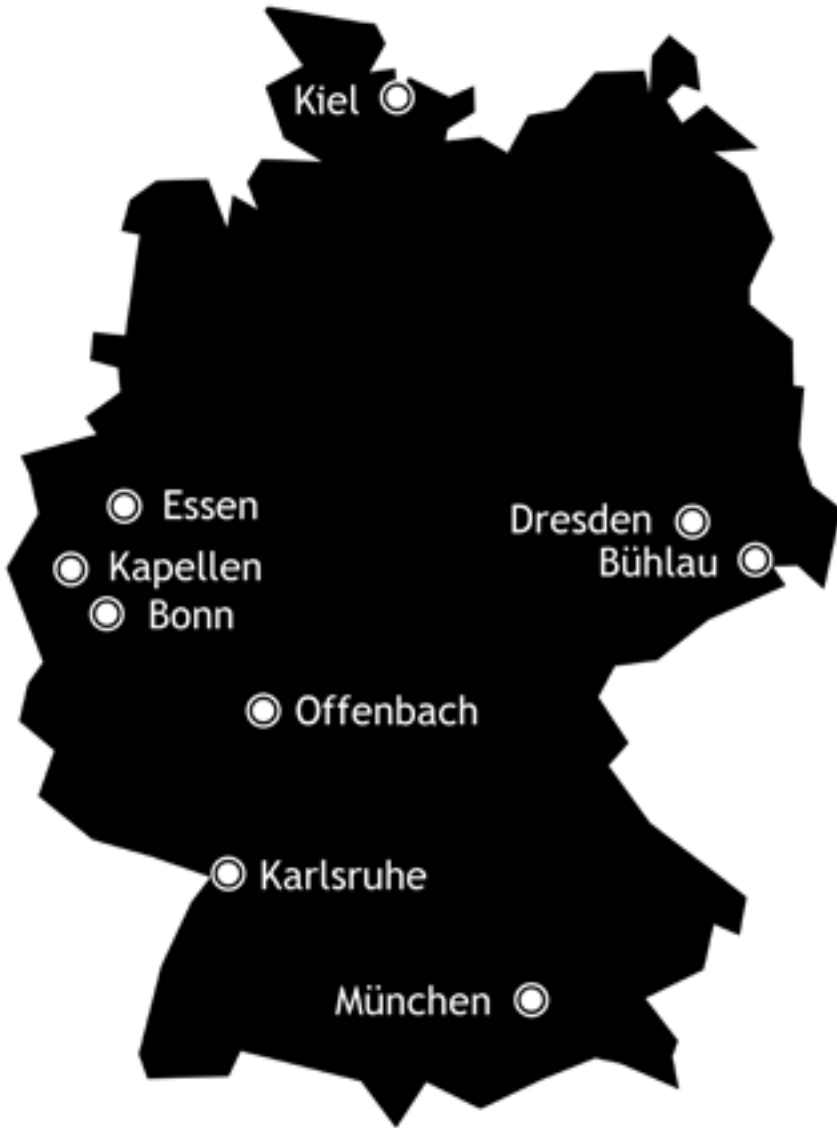 Kiel
Essen
Dresden
Bühlau
Kapellen
Bonn
Offenbach
Karlsruhe
München